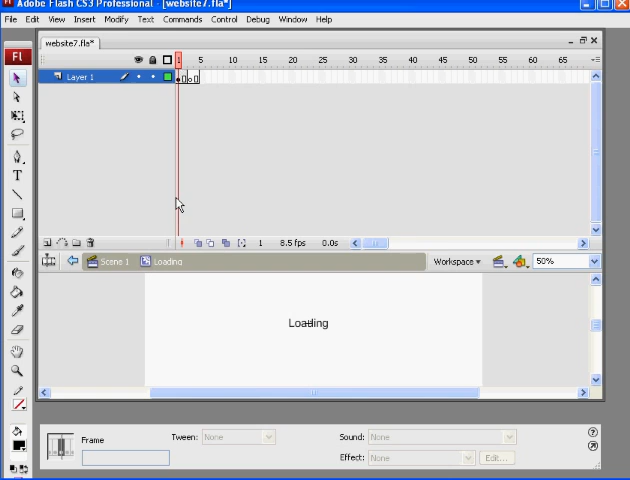 Adobe Flash CS3 Professional - [website7.fla*]
File Edit View Insert Modify Text Commands Control Debug Window Help
website7.fla*
Fl
1 5 10 15 20 25 30 35 40 45 50 55 60 65
Layer 1
1 8.5 fps 0.0s
Scene 1 Loading Workspace 50%
Loading
Frame Tween: None Sound: None
Effect: None Edit...